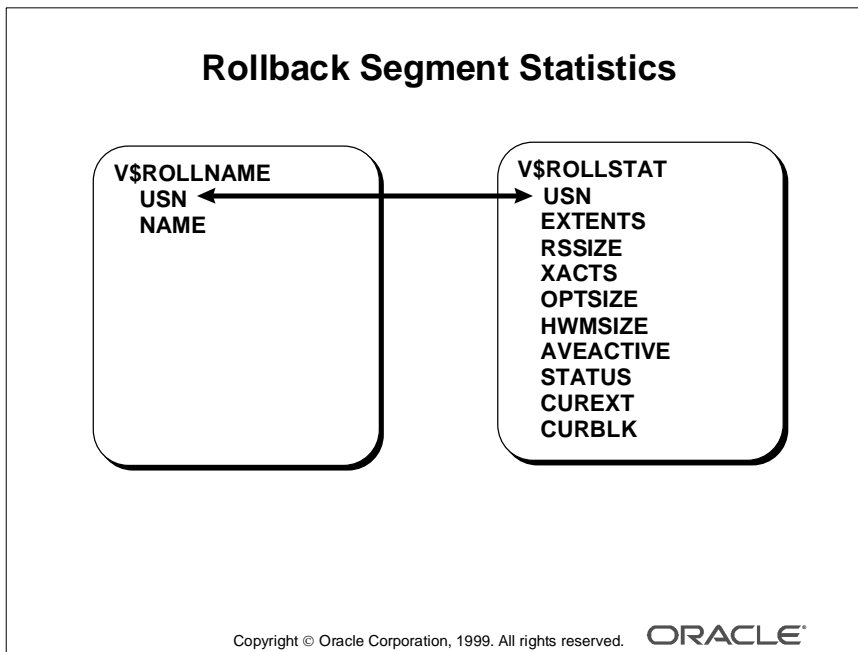 Rollback Segment Statistics
V$ROLLNAME
USN
NAME
V$ROLLSTAT
USN
EXTENTS
RSSIZE
XACTS
OPTSIZE
HWMSIZE
AVEACTIVE
STATUS
CUREXT
CURBLK
Copyright © Oracle Corporation, 1999. All rights reserved. ORACLE®